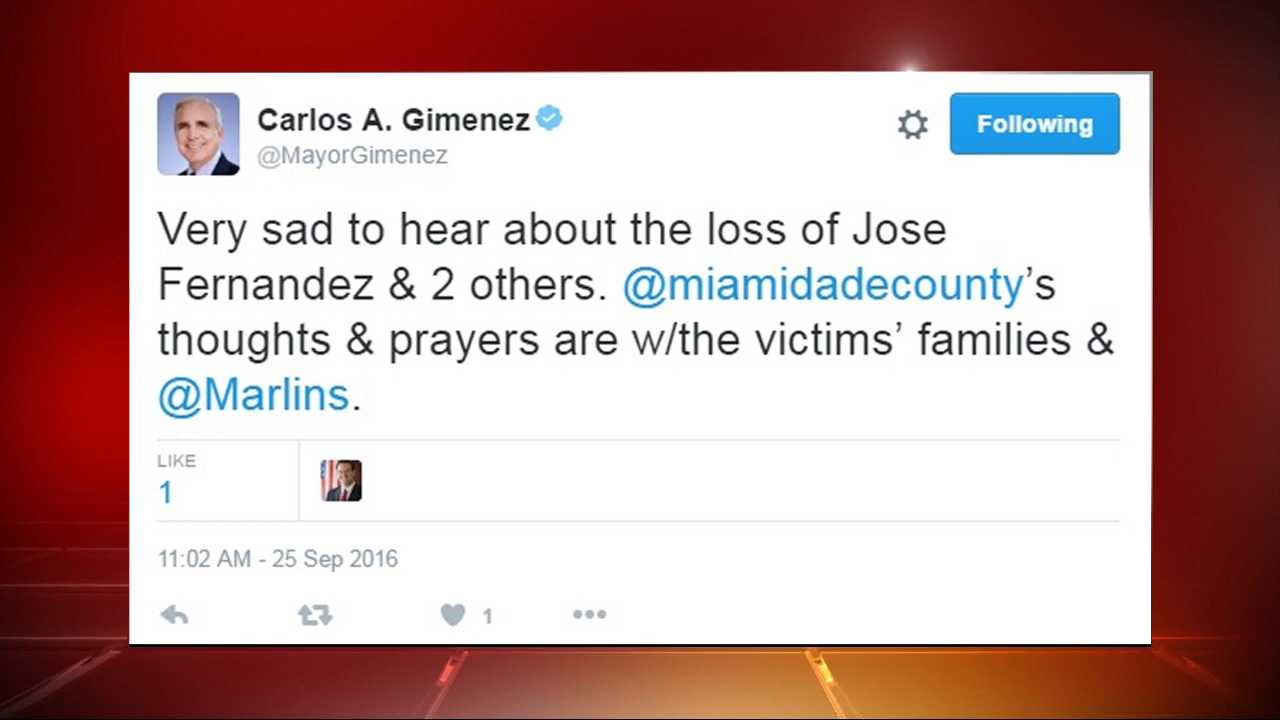 Carlos A. Gimenez
@MayorGimenez
Following
Very sad to hear about the loss of Jose
Fernandez & 2 others. @miamidadecounty’s
thoughts & prayers are w/the victims’ families &
@Marlins.
LIKE
1
11:02 AM - 25 Sep 2016
1